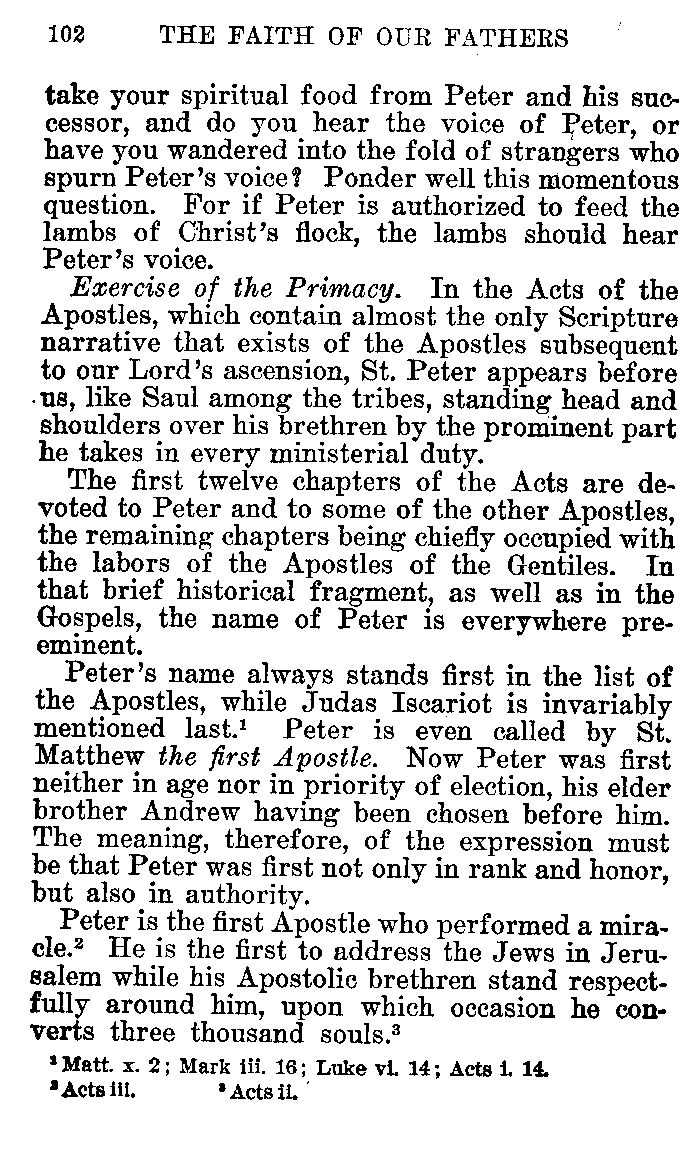 102 THE FAITH OF OUR FATHERS
take your spiritual food from Peter and his suc-
cessor, and do you hear the voice of Peter, or
have you wandered into the fold of strangers who
spurn Peter's voice? Ponder well this momentous
question. For if Peter is authorized to feed the
lambs of Christ's flock, the lambs should hear
Peter's voice.
Exercise of the Primacy. In the Acts of the
Apostles, which contain almost the only Scripture
narrative that exists of the Apostles subsequent
to our Lord's ascension, St. Peter appears before
us, like Saul among the tribes, standing head and
shoulders over his brethren by the prominent part
he takes in every ministerial duty.
The first twelve chapters of the Acts are de-
voted to Peter and to some of the other Apostles,
the remaining chapters being chiefly occupied with
the labors of the Apostles of the Gentiles. In
that brief historical fragment, as well as in the
Gospels, the name of Peter is everywhere pre-
eminent.
Peter's name always stands first in the list of
the Apostles, while Judas Iscariot is invariably
mentioned last.¹ Peter is even called by St.
Matthew the first Apostle. Now Peter was first
neither in age nor in priority of election, his elder
brother Andrew having been chosen before him.
The meaning, therefore, of the expression must
be that Peter was first not only in rank and honor,
but also in authority.
Peter is the first Apostle who performed a mira-
cle.² He is the first to address the Jews in Jeru-
salem while his Apostolic brethren stand respect-
fully around him, upon which occasion he con-
verts three thousand souls.³
¹ Matt. x. 2; Mark iii. 16; Luke vi. 14; Acts i. 14.
² Acts iii. ³ Acts ii.